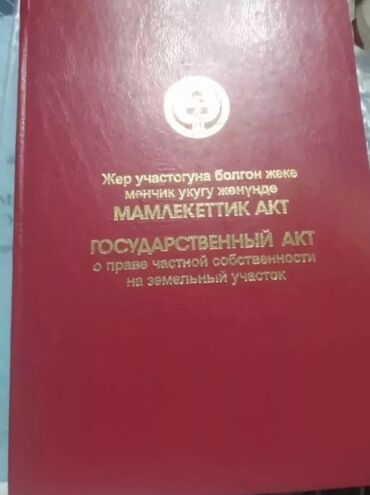 Жер участогуна болгон жеке
менчик укугу жөнүндө
МАМЛЕКЕТТИК АКТ
ГОСУДАРСТВЕННЫЙ АКТ
о праве частной собственности
на земельный участок